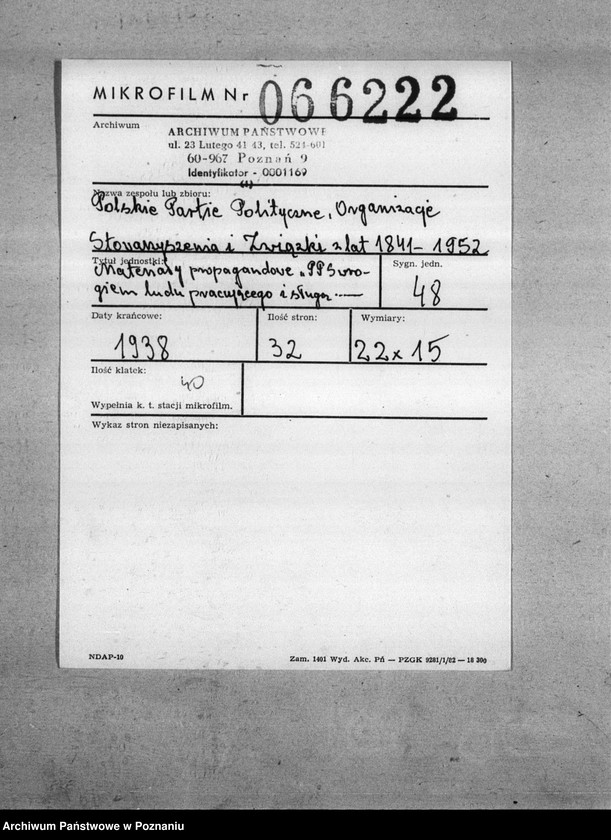 MIKROFILM Nr 066222
Archiwum
ARCHIWUM PAŃSTWOWE
ul. 23 Lutego 41 43, tel. 524-601
60-967 Poznań 9
Identyfikator - 0001169
Nazwa zespołu lub zbioru:
Polskie Partie Polityczne, Organizacje
Stowarzyszenia i Związki z lat 1841-1952
Tytuł jednostki:
Materiały propagandowe "PPS wro-
giem ludu pracującego i sługą
Sygn. jedn.
48
Daty krańcowe:
1938
Ilość stron:
32
Wymiary:
22x15
Ilość klatek:
40
Wypełnia k. t. stacji mikrofilm.
Wykaz stron niezapisanych:
NDAP-10
Zam. 1401 Wyd. Akc. Pń — PZGK 9281/1/82 — 18 300
Archiwum Państwowe w Poznaniu